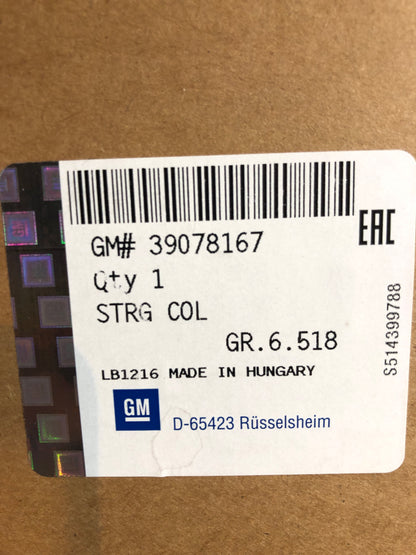 EAC
GM# 39078167
Qty 1
STRG COL
GR.6.518
LB1216 MADE IN HUNGARY
GM
D-65423 Rüsselsheim
S514399788